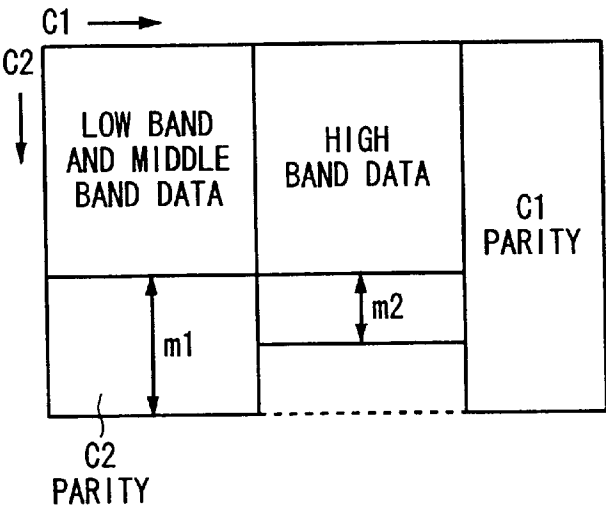 C1
C2
LOW BAND
AND MIDDLE
BAND DATA
HIGH
BAND DATA
C1
PARITY
m1
m2
C2
PARITY